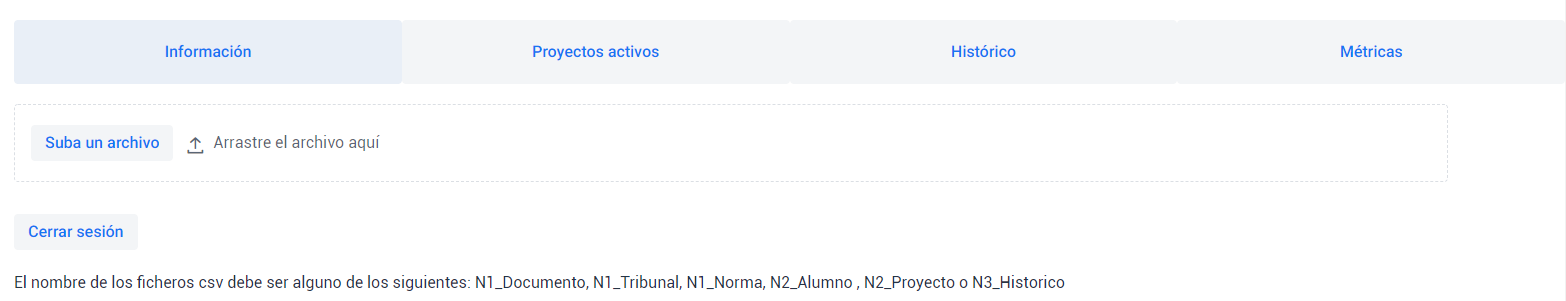 Información Proyectos activos Histórico Métricas
Suba un archivo Arrastre el archivo aquí
Cerrar sesión
El nombre de los ficheros csv debe ser alguno de los siguientes: N1_Documento, N1_Tribunal, N1_Norma, N2_Alumno , N2_Proyecto o N3_Historico